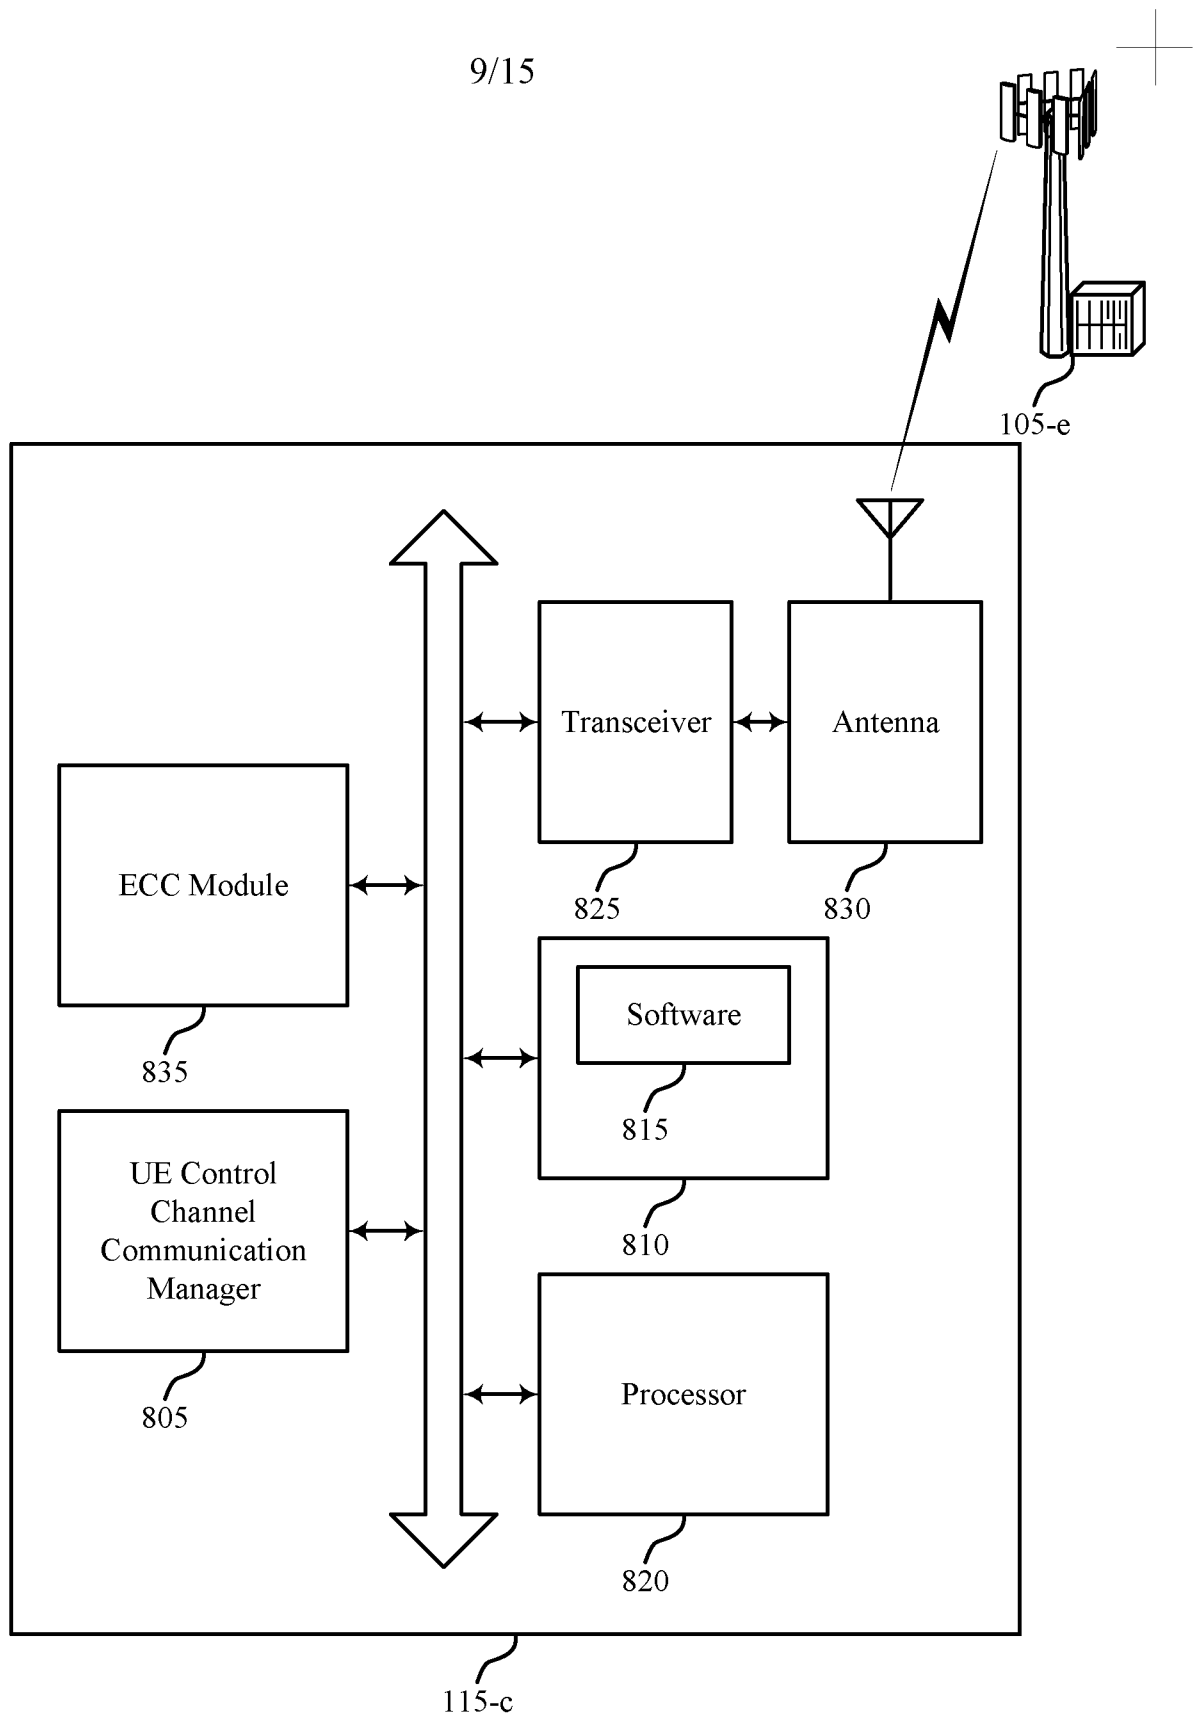 9/15
105-e
Transceiver
Antenna
825
830
ECC Module
835
Software
815
810
UE Control
Channel
Communication
Manager
805
Processor
820
115-c